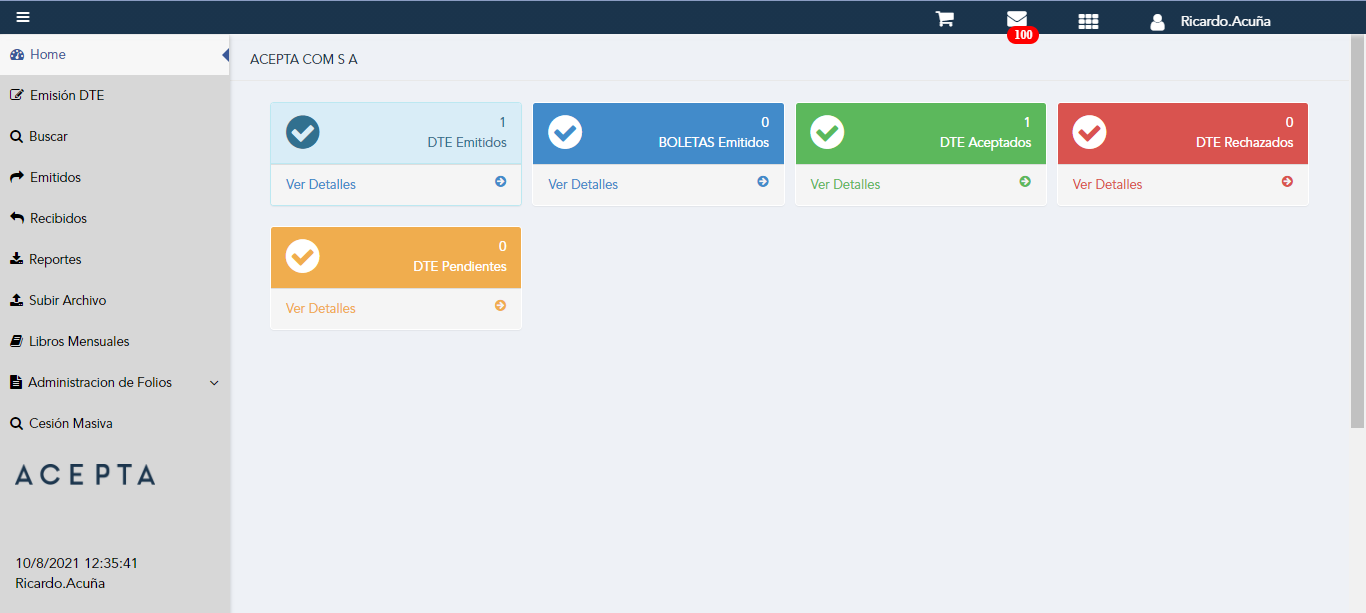 100
Ricardo.Acuña
Home
ACEPTA COM S A
Emisión DTE
Buscar
Emitidos
Recibidos
Reportes
Subir Archivo
Libros Mensuales
Administracion de Folios
Cesión Masiva
ACEPTA
10/8/2021 12:35:41
Ricardo.Acuña
1
DTE Emitidos
Ver Detalles
0
BOLETAS Emitidos
Ver Detalles
1
DTE Aceptados
Ver Detalles
0
DTE Rechazados
Ver Detalles
0
DTE Pendientes
Ver Detalles